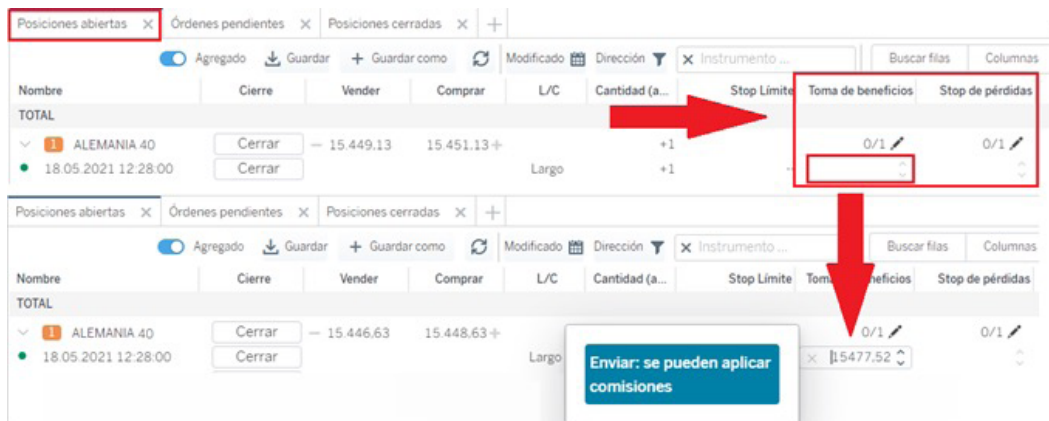 Posiciones abiertas × Órdenes pendientes × Posiciones cerradas × +
Agregado Guardar + Guardar como Modificado Dirección × Instrumento ... Buscar filas Columnas
Nombre Cierre Vender Comprar L/C Cantidad (a... Stop Límite Toma de beneficios Stop de pérdidas
TOTAL
1 ALEMANIA 40 Cerrar – 15.449,13 15.451,13 + +1 0/1 0/1
18.05.2021 12:28:00 Cerrar Largo +1
Posiciones abiertas × Órdenes pendientes × Posiciones cerradas × +
Agregado Guardar + Guardar como Modificado Dirección × Instrumento ... Buscar filas Columnas
Nombre Cierre Vender Comprar L/C Cantidad (a... Stop Límite Stop de pérdidas
TOTAL
1 ALEMANIA 40 Cerrar – 15.446,63 15.448,63 + 0/1 0/1
18.05.2021 12:28:00 Cerrar Largo × 15477,52
Enviar: se pueden aplicar
comisiones